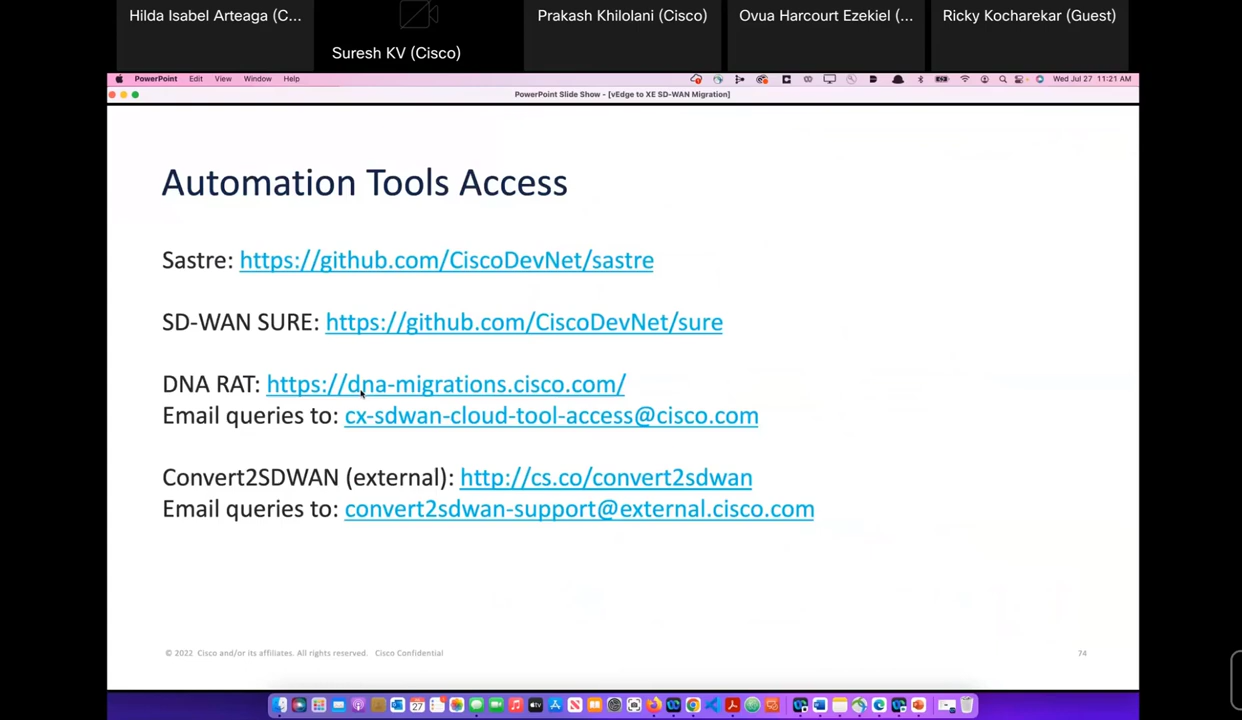 Hilda Isabel Arteaga (C...
Suresh KV (Cisco)
Prakash Khilolani (Cisco)
Ovua Harcourt Ezekiel (...
Ricky Kocharekar (Guest)
PowerPoint Edit View Window Help
Wed Jul 27 11:21 AM
PowerPoint Slide Show - [vEdge to XE SD-WAN Migration]
Automation Tools Access
Sastre: https://github.com/CiscoDevNet/sastre
SD-WAN SURE: https://github.com/CiscoDevNet/sure
DNA RAT: https://dna-migrations.cisco.com/
Email queries to: cx-sdwan-cloud-tool-access@cisco.com
Convert2SDWAN (external): http://cs.co/convert2sdwan
Email queries to: convert2sdwan-support@external.cisco.com
© 2022 Cisco and/or its affiliates. All rights reserved. Cisco Confidential
74
27